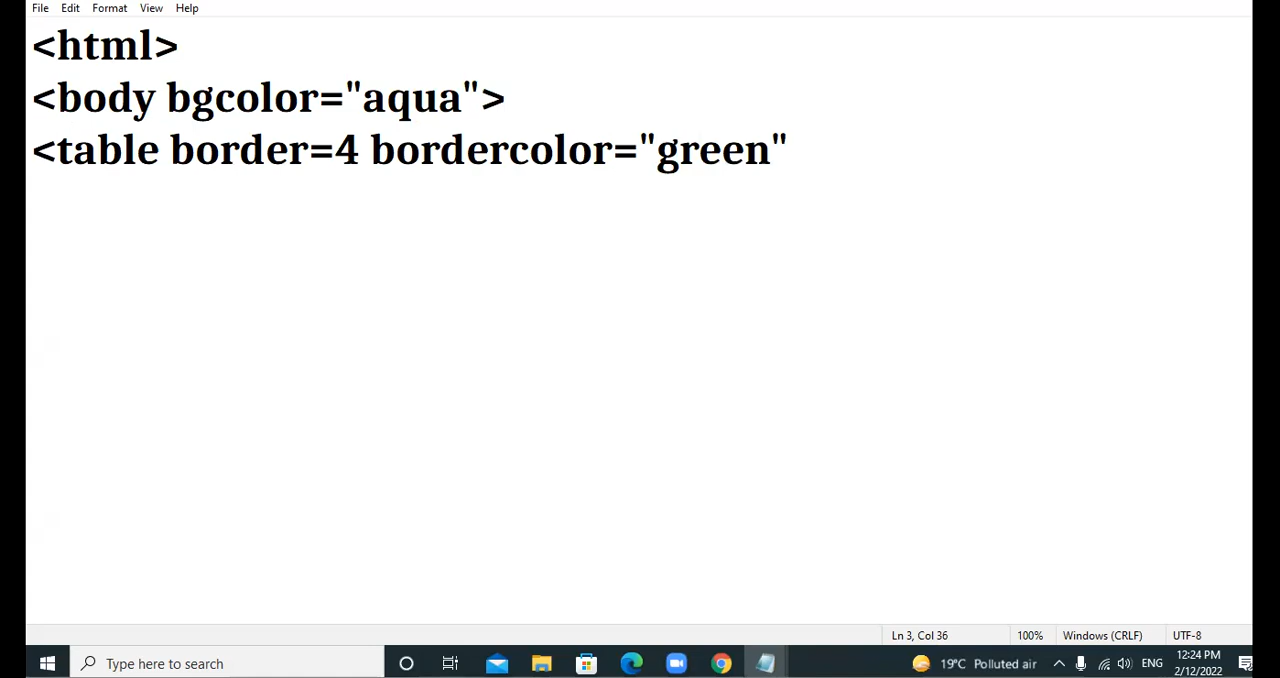 File Edit Format View Help
<html>
<body bgcolor="aqua">
<table border=4 bordercolor="green"
Ln 3, Col 36 100% Windows (CRLF) UTF-8
Type here to search 19°C Polluted air ENG 12:24 PM
2/12/2022